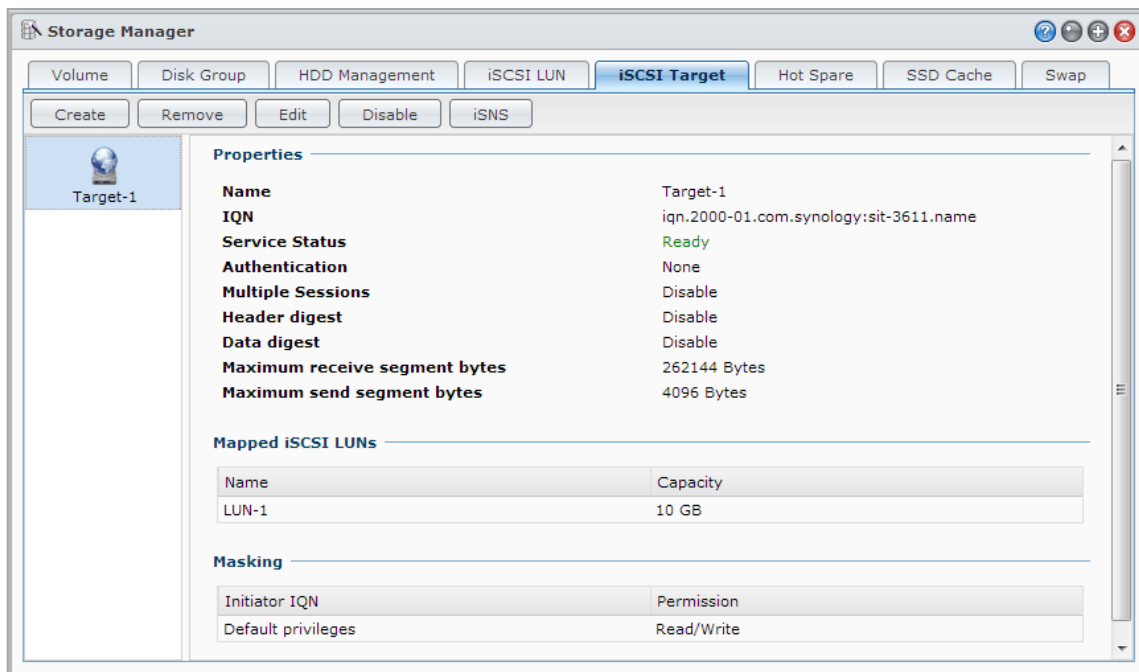 Storage Manager
Volume Disk Group HDD Management iSCSI LUN iSCSI Target Hot Spare SSD Cache Swap
Create Remove Edit Disable iSNS
Target-1
Properties
Name Target-1
IQN iqn.2000-01.com.synology:sit-3611.name
Service Status Ready
Authentication None
Multiple Sessions Disable
Header digest Disable
Data digest Disable
Maximum receive segment bytes 262144 Bytes
Maximum send segment bytes 4096 Bytes
Mapped iSCSI LUNs
Name Capacity
LUN-1 10 GB
Masking
Initiator IQN Permission
Default privileges Read/Write